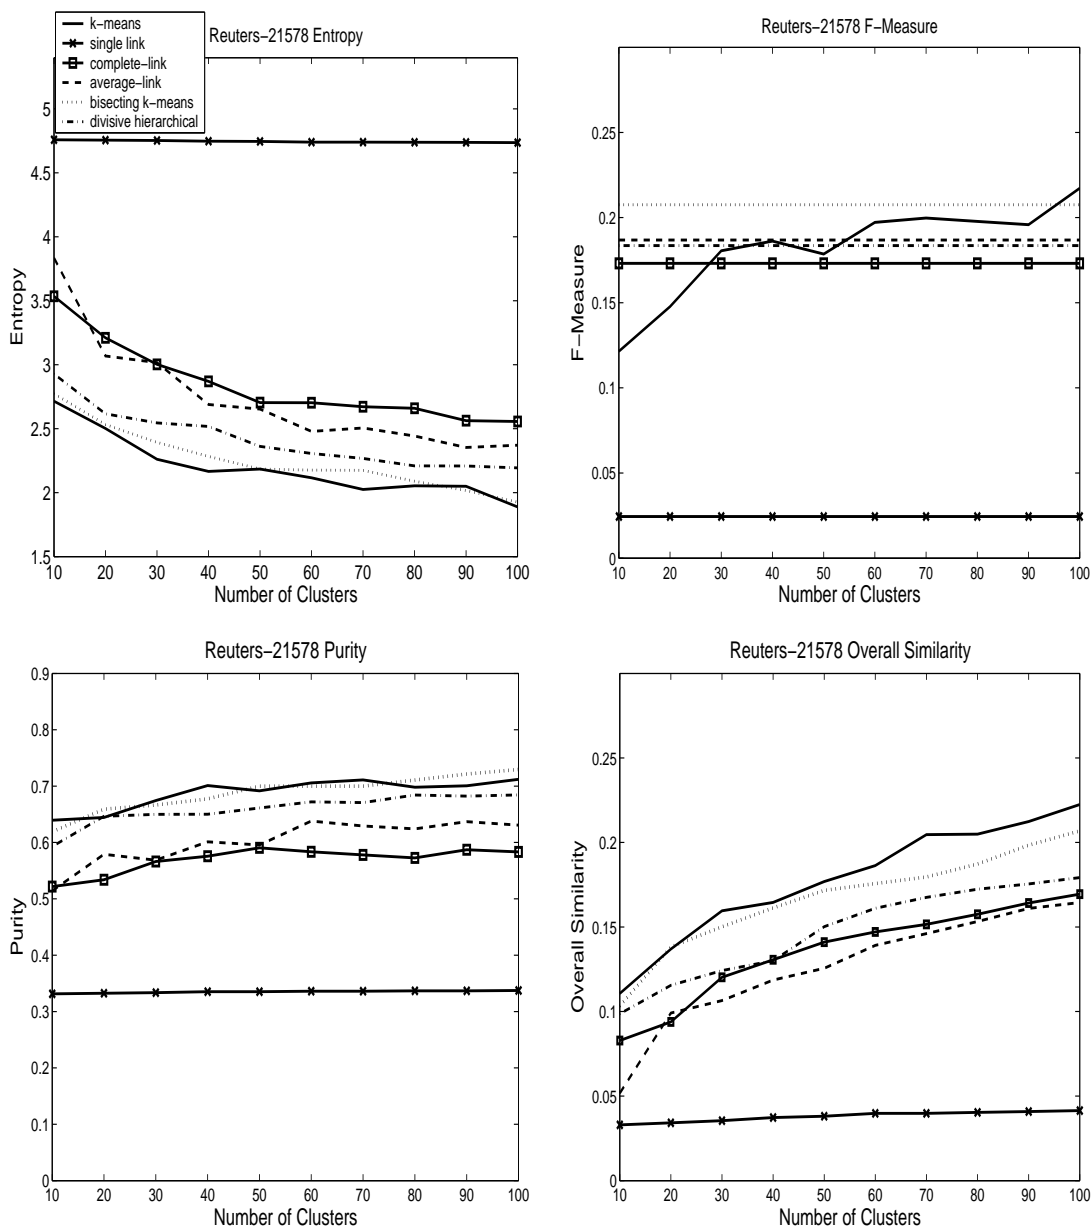 k−means
single link
complete−link
average−link
bisecting k−means
divisive hierarchical
Reuters−21578 Entropy
5
4.5
4
3.5
3
2.5
2
1.5
Entropy
10 20 30 40 50 60 70 80 90 100
Number of Clusters
Reuters−21578 F−Measure
0.25
0.2
0.15
0.1
0.05
0
F−Measure
10 20 30 40 50 60 70 80 90 100
Number of Clusters
Reuters−21578 Purity
0.9
0.8
0.7
0.6
0.5
0.4
0.3
0.2
0.1
0
Purity
10 20 30 40 50 60 70 80 90 100
Number of Clusters
Reuters−21578 Overall Similarity
0.25
0.2
0.15
0.1
0.05
0
Overall Similarity
10 20 30 40 50 60 70 80 90 100
Number of Clusters